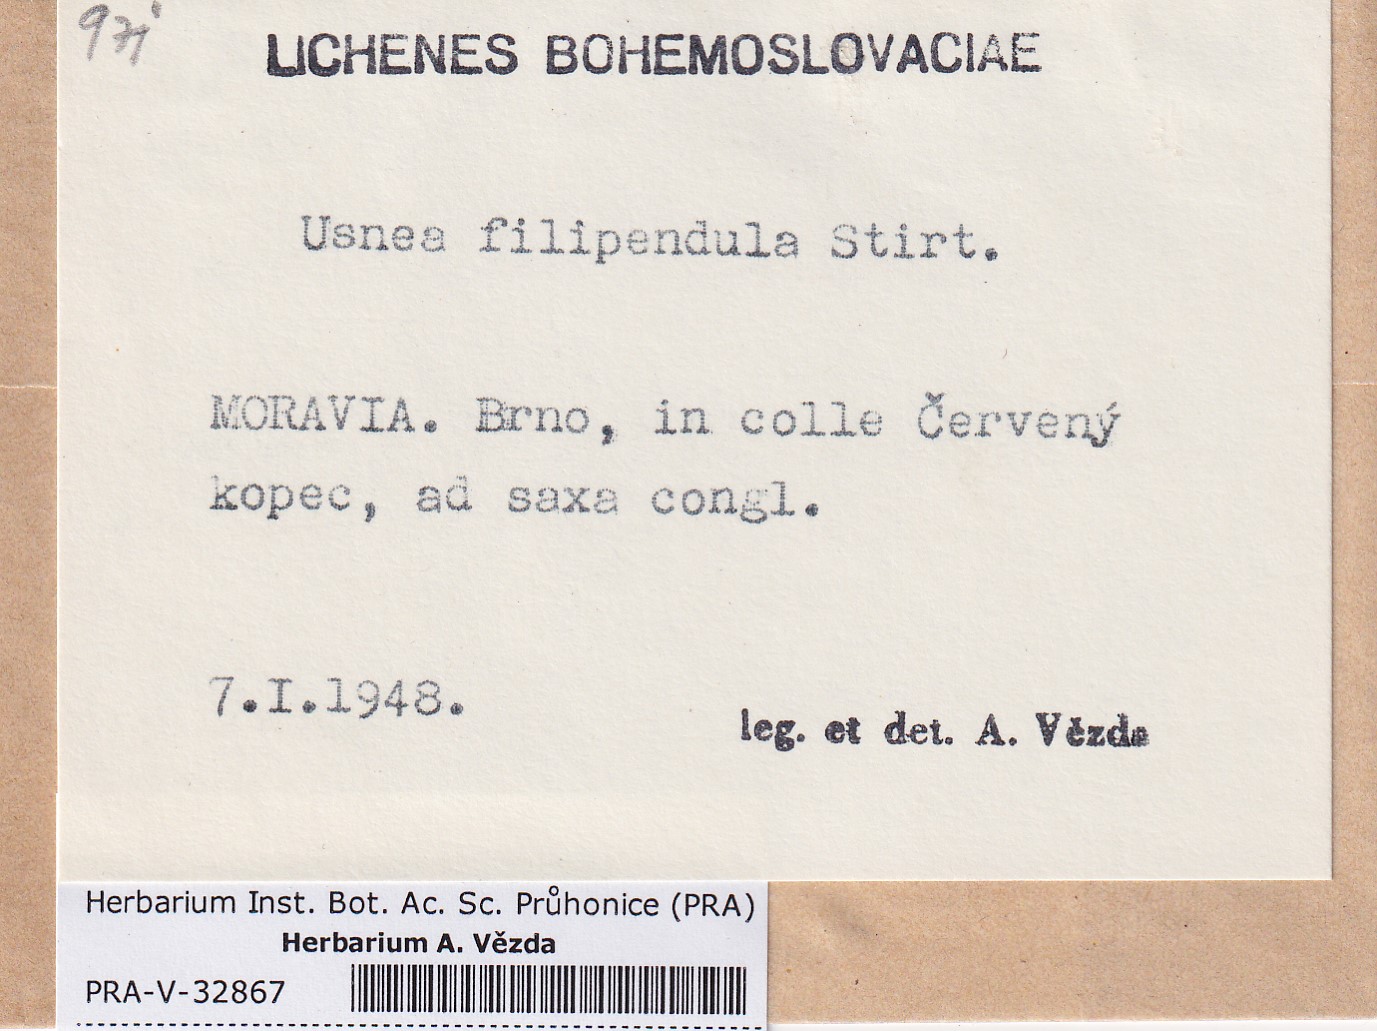 LICHENES BOHEMOSLOVACIAE
Usnea filipendula Stirt.
MORAVIA. Brno, in colle Červený
kopec, ad saxa congl.
7.I.1948.
leg. et det. A. Vězda
Herbarium Inst. Bot. Ac. Sc. Průhonice (PRA)
Herbarium A. Vězda
PRA-V-32867